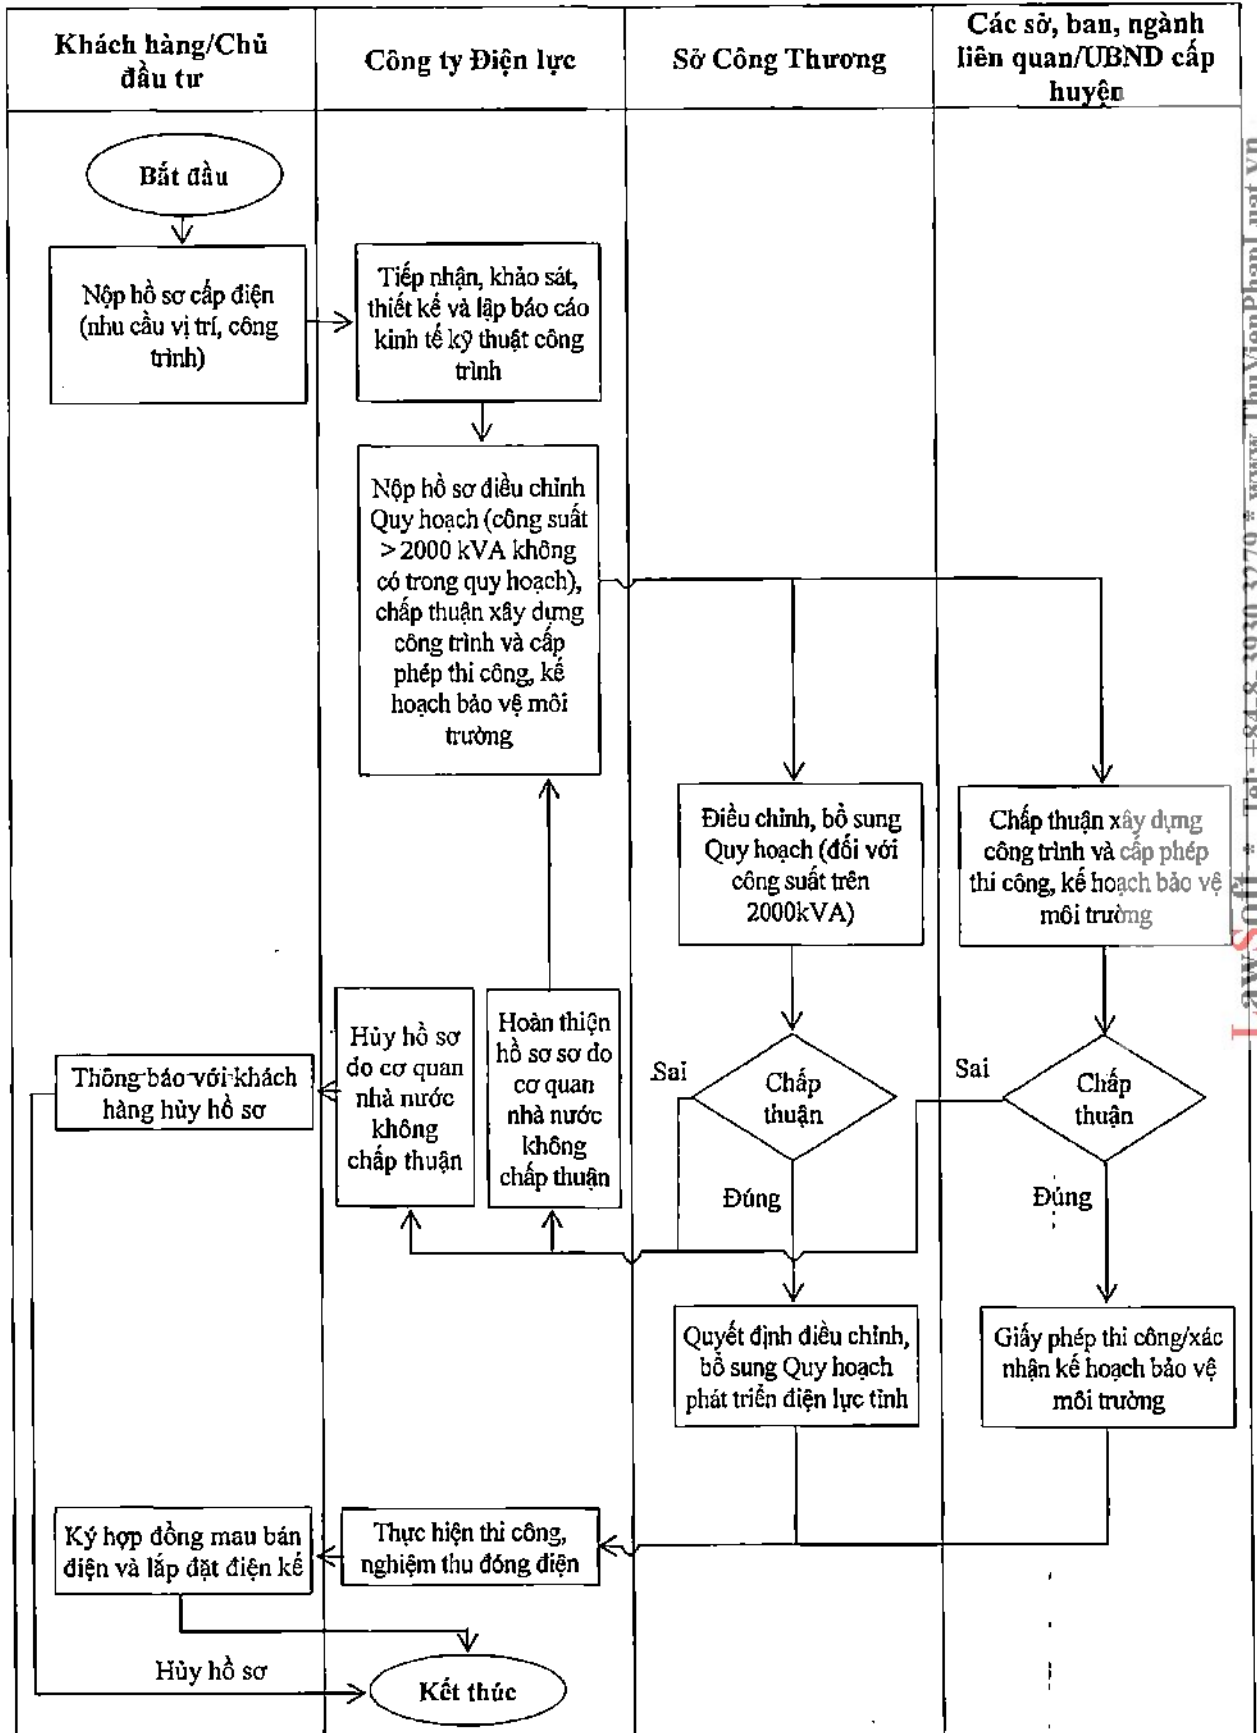 Khách hàng/Chủ
đầu tư
Công ty Điện lực
Sở Công Thương
Các sở, ban, ngành
liên quan/UBND cấp
huyện
Bắt đầu
Nộp hồ sơ cấp điện
(nhu cầu vị trí, công
trình)
Tiếp nhận, khảo sát,
thiết kế và lập báo cáo
kinh tế kỹ thuật công
trình
Nộp hồ sơ điều chỉnh
Quy hoạch (công suất
>2000 kVA không
có trong quy hoạch),
chấp thuận xây dựng
công trình và cấp
phép thi công, kế
hoạch bảo vệ môi
trường
Điều chỉnh, bổ sung
Quy hoạch (đối với
công suất trên
2000kVA)
Chấp thuận xây dựng
công trình và cấp phép
thi công, kế hoạch bảo vệ
môi trường
Thông báo với khách
hàng hủy hồ sơ
Hủy hồ sơ
do cơ quan
nhà nước
không
chấp thuận
Hoàn thiện
hồ sơ sơ do
cơ quan
nhà nước
không
chấp thuận
Sai
Chấp
thuận
Sai
Chấp
thuận
Đúng
Đúng
Quyết định điều chỉnh,
bổ sung Quy hoạch
phát triển điện lực tỉnh
Giấy phép thi công/xác
nhận kế hoạch bảo vệ
môi trường
Ký hợp đồng mau bán
điện và lắp đặt điện kế
Thực hiện thi công,
nghiệm thu đóng điện
Hủy hồ sơ
Kết thúc
LawSoft * Tel: +84-8-3930 3279 * www.ThuVienPhapLuat.vn